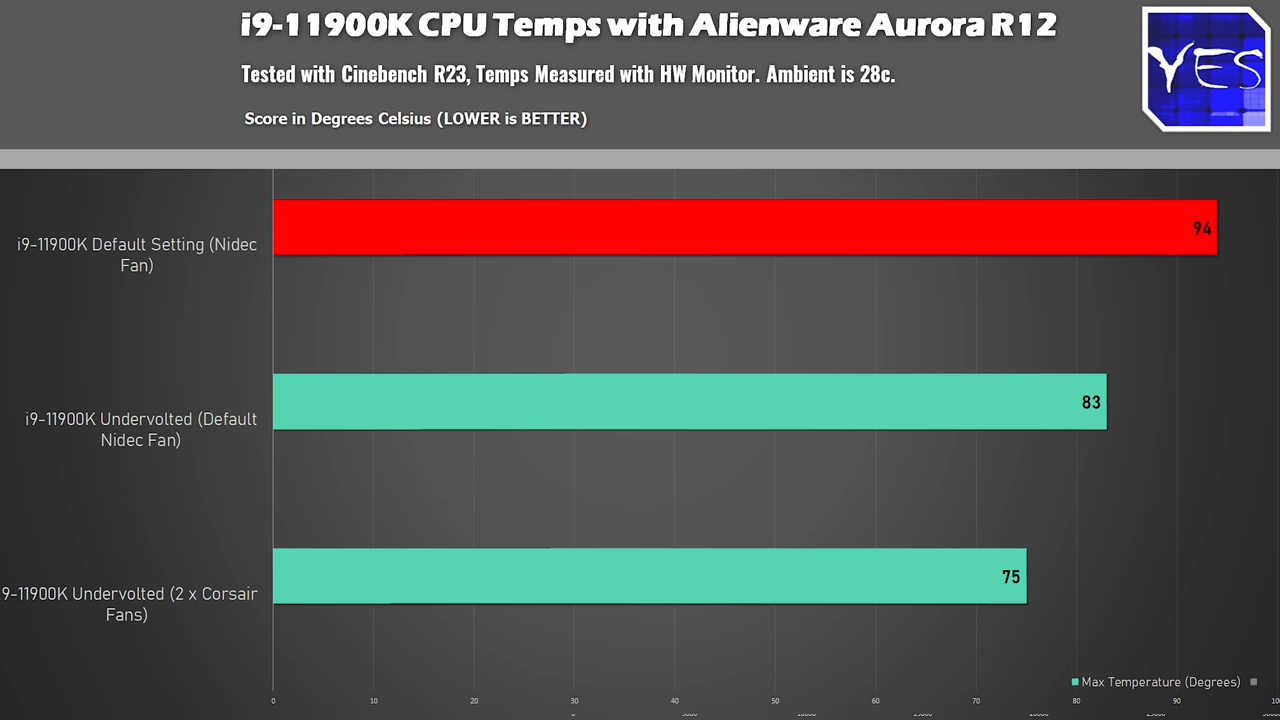 i9-11900K CPU Temps with Alienware Aurora R12
Tested with Cinebench R23, Temps Measured with HW Monitor. Ambient is 28c.
Score in Degrees Celsius (LOWER is BETTER)
YES
i9-11900K Default Setting (Nidec
Fan)
94
i9-11900K Undervolted (Default
Nidec Fan)
83
9-11900K Undervolted (2 x Corsair
Fans)
75
Max Temperature (Degrees)
0 10 20 30 40 50 60 70 80 90 10